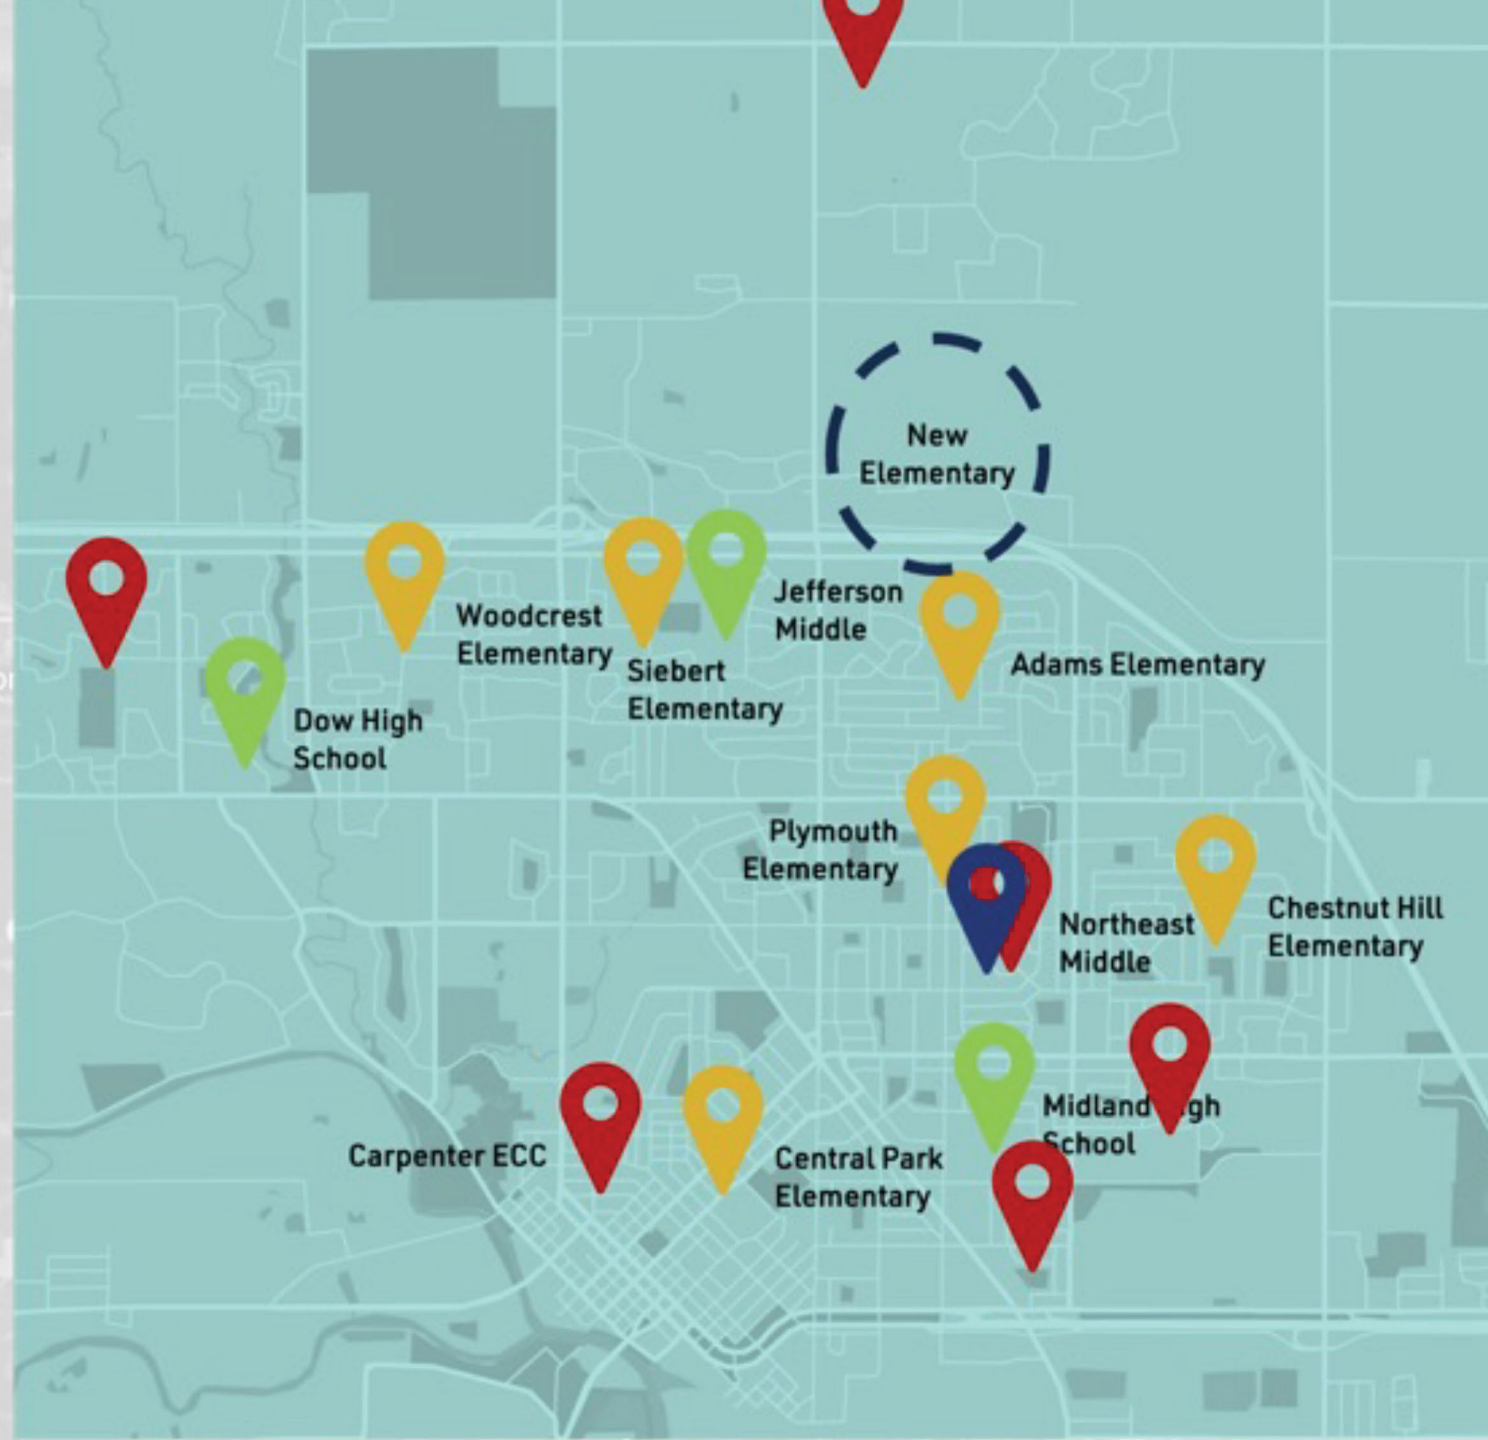 New
Elementary
Jefferson
Middle
Woodcrest
Elementary
Siebert
Elementary
Adams Elementary
Dow High
School
Plymouth
Elementary
Northeast
Middle
Chestnut Hill
Elementary
Midland High
School
Carpenter ECC
Central Park
Elementary